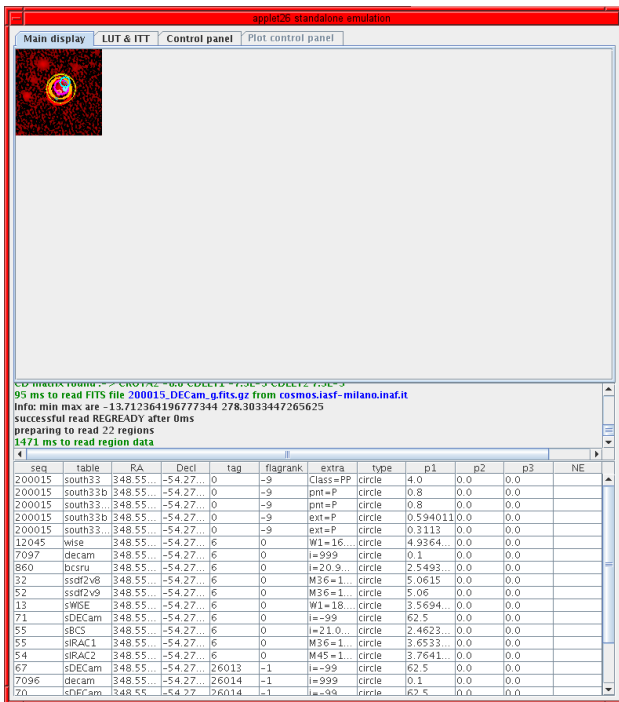 applet26 standalone emulation
Main display LUT & ITT Control panel Plot control panel
95 ms to read FITS file 200015_DECam_g.fits.gz from cosmos.iasf-milano.inaf.it
Info: min max are -13.712364196777344 278.3033447265625
successful read REGREADY after 0ms
preparing to read 22 regions
1471 ms to read region data
seq table RA Decl tag flagrank extra type p1 p2 p3 NE
200015 south33 348.55... -54.27... 0 -9 Class=PP circle 4.0 0.0 0.0
200015 south33b 348.55... -54.27... 0 -9 pnt=P circle 0.8 0.0 0.0
200015 south33... 348.55... -54.27... 0 -9 pnt=P circle 0.8 0.0 0.0
200015 south33b 348.55... -54.27... 0 -9 ext=P circle 0.594011 0.0 0.0
200015 south33... 348.55... -54.27... 0 -9 ext=P circle 0.3113 0.0 0.0
12045 wise 348.55... -54.27... 6 0 W1=16.... circle 4.9364... 0.0 0.0
7097 decam 348.55... -54.27... 6 0 i=999 circle 0.1 0.0 0.0
860 bcsru 348.55... -54.27... 6 0 i=20.9... circle 2.5493... 0.0 0.0
32 ssdf2v8 348.55... -54.27... 6 0 M36=1... circle 5.0615 0.0 0.0
52 ssdf2v9 348.55... -54.27... 6 0 M36=1... circle 5.06 0.0 0.0
13 sWISE 348.55... -54.27... 6 0 W1=18.... circle 3.5694... 0.0 0.0
71 sDECam 348.55... -54.27... 6 0 i=-99 circle 62.5 0.0 0.0
55 sBCS 348.55... -54.27... 6 0 i=21.0... circle 2.4623... 0.0 0.0
55 sIRAC1 348.55... -54.27... 6 0 M36=1... circle 3.6533... 0.0 0.0
54 sIRAC2 348.55... -54.27... 6 0 M45=1... circle 3.7641... 0.0 0.0
67 sDECam 348.55... -54.27... 26013 -1 i=-99 circle 62.5 0.0 0.0
7096 decam 348.55... -54.27... 26014 -1 i=999 circle 0.1 0.0 0.0
70 sDECam 348.55... -54.27... 26014 -1 i=-99 circle 62.5 0.0 0.0